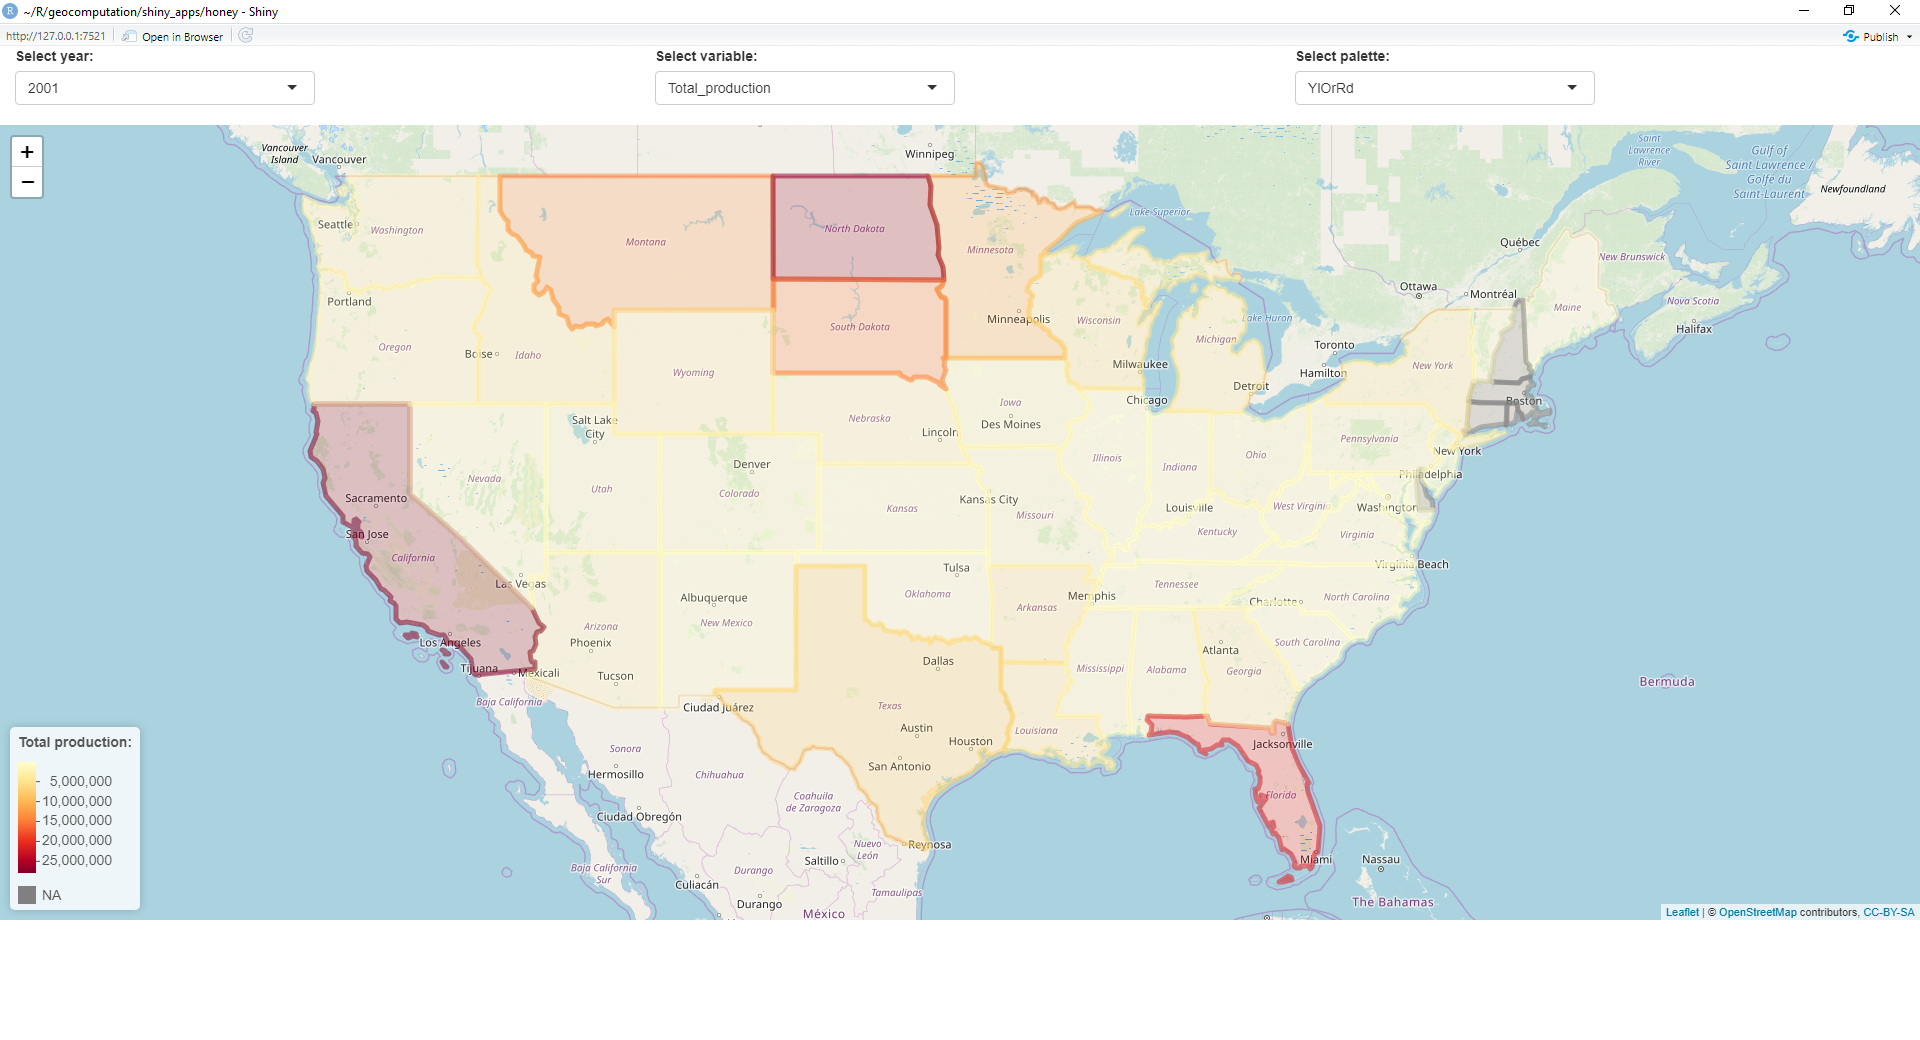 ~/R/geocomputation/shiny_apps/honey - Shiny
http://127.0.0.1:7521
Open in Browser
Publish
Select year:
Select variable:
Select palette:
2001
Total_production
YlOrRd
+
−
Vancouver
Island
Vancouver
Winnipeg
Saint
Lawrence
River
Gulf of
Saint Lawrence /
Golfe du
Saint-Laurent
Newfoundland
Seattle
Washington
Montana
North Dakota
Minnesota
Lake Superior
Québec
New Brunswick
Portland
Ottawa
Montréal
Nova Scotia
Halifax
Maine
South Dakota
Minneapolis
Wisconsin
Lake Huron
Michigan
Toronto
Hamilton
Oregon
Boise
Idaho
Wyoming
Milwaukee
Detroit
New York
Chicago
Boston
Salt Lake
City
Nebraska
Lincoln
Iowa
Des Moines
Pennsylvania
New York
Philadelphia
Nevada
Utah
Denver
Colorado
Illinois
Indiana
Ohio
Sacramento
San Jose
California
Kansas
Kansas City
Missouri
Louisville
Kentucky
West Virginia
Washington
Virginia
Virginia Beach
Las Vegas
Albuquerque
New Mexico
Tulsa
Oklahoma
Arkansas
Memphis
Tennessee
Charlotte
North Carolina
Los Angeles
Tijuana
Mexicali
Arizona
Phoenix
Tucson
Dallas
Mississippi
Alabama
Atlanta
Georgia
South Carolina
Bermuda
Baja California
Ciudad Juárez
Texas
Austin
Houston
San Antonio
Louisiana
Jacksonville
Sonora
Hermosillo
Chihuahua
Coahuila
de Zaragoza
Florida
Ciudad Obregón
Nuevo
León
Reynosa
Miami
Nassau
Baja California
Sur
Durango
Saltillo
Culiacán
Durango
Tamaulipas
México
The Bahamas
Total production:
5,000,000
10,000,000
15,000,000
20,000,000
25,000,000
NA
Leaflet | © OpenStreetMap contributors, CC-BY-SA